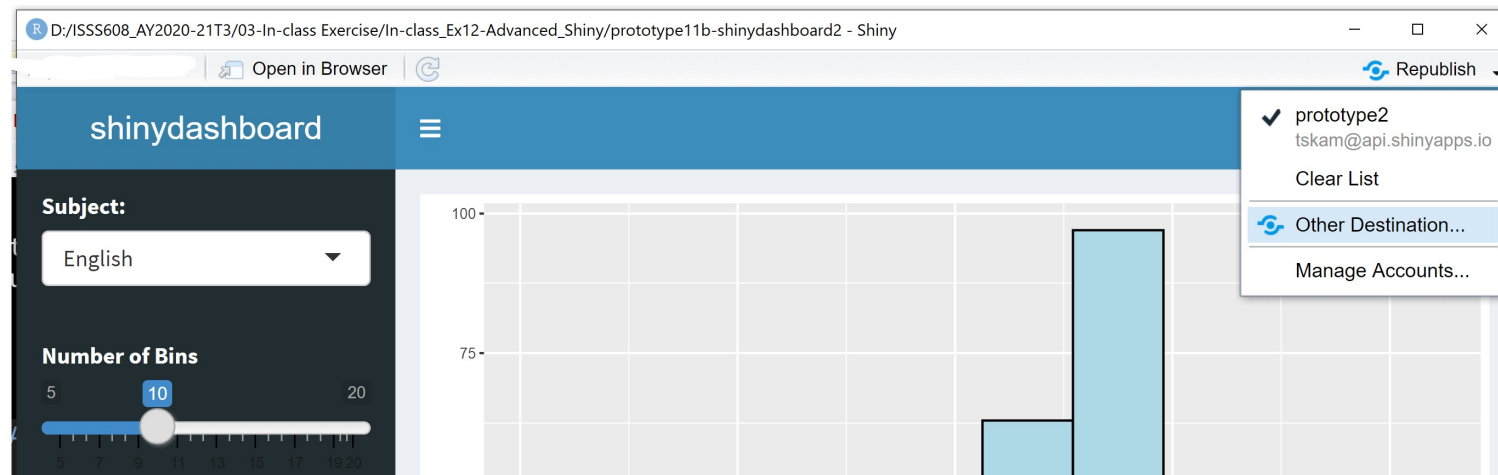 D:/ISSS608_AY2020-21T3/03-In-class Exercise/In-class_Ex12-Advanced_Shiny/prototype11b-shinydashboard2 - Shiny
Open in Browser
Republish
shinydashboard
prototype2
tskam@api.shinyapps.io
Clear List
Other Destination...
Manage Accounts...
Subject:
English
Number of Bins
5 10 20
5 7 9 11 13 15 17 19 20
100
75